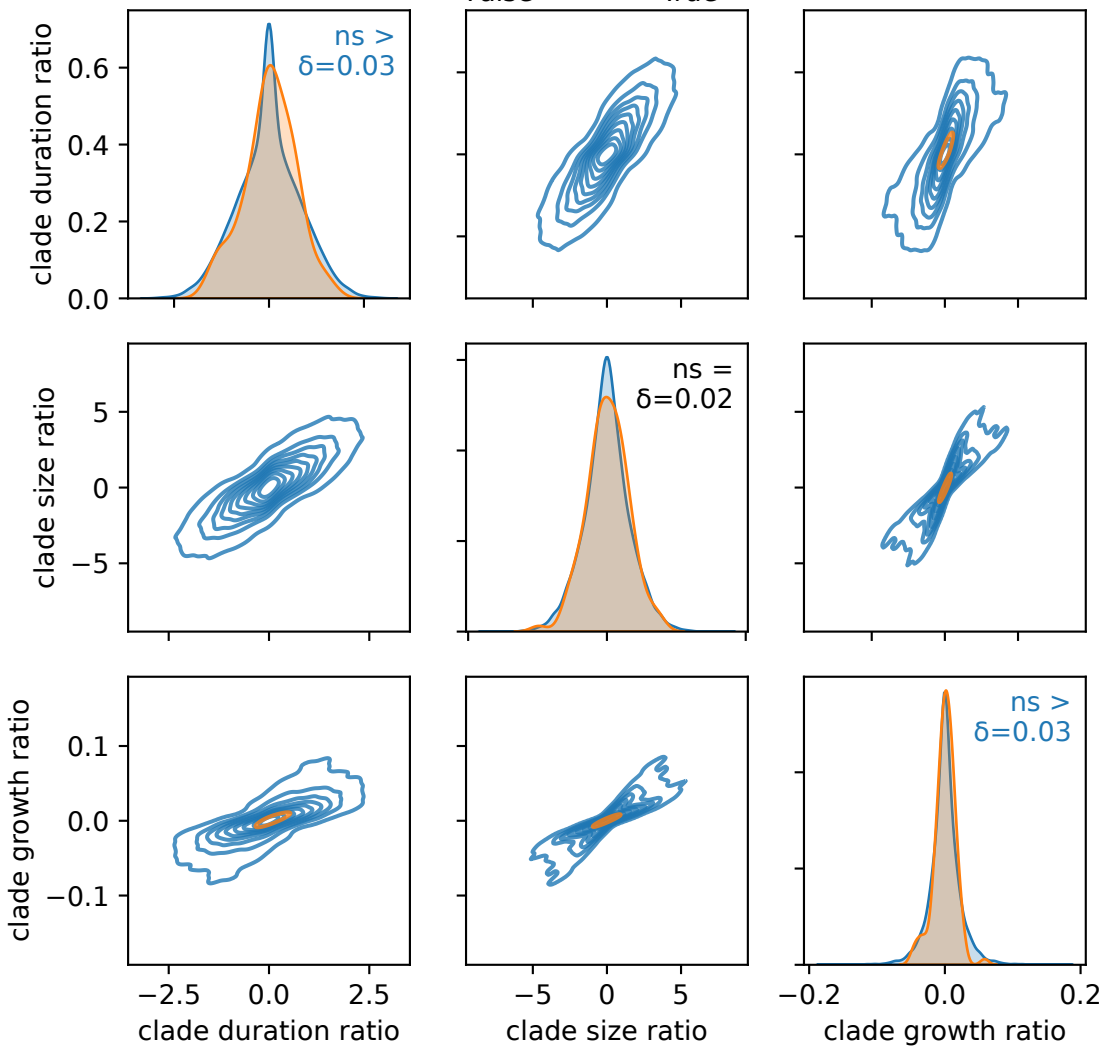 clade duration ratio
0.6
0.4
0.2
0.0
ns >
δ=0.03
clade size ratio
5
0
−5
ns =
δ=0.02
clade growth ratio
0.1
0.0
−0.1
ns >
δ=0.03
−2.5 0.0 2.5
−5 0 5
−0.2 0.0 0.2
clade duration ratio
clade size ratio
clade growth ratio